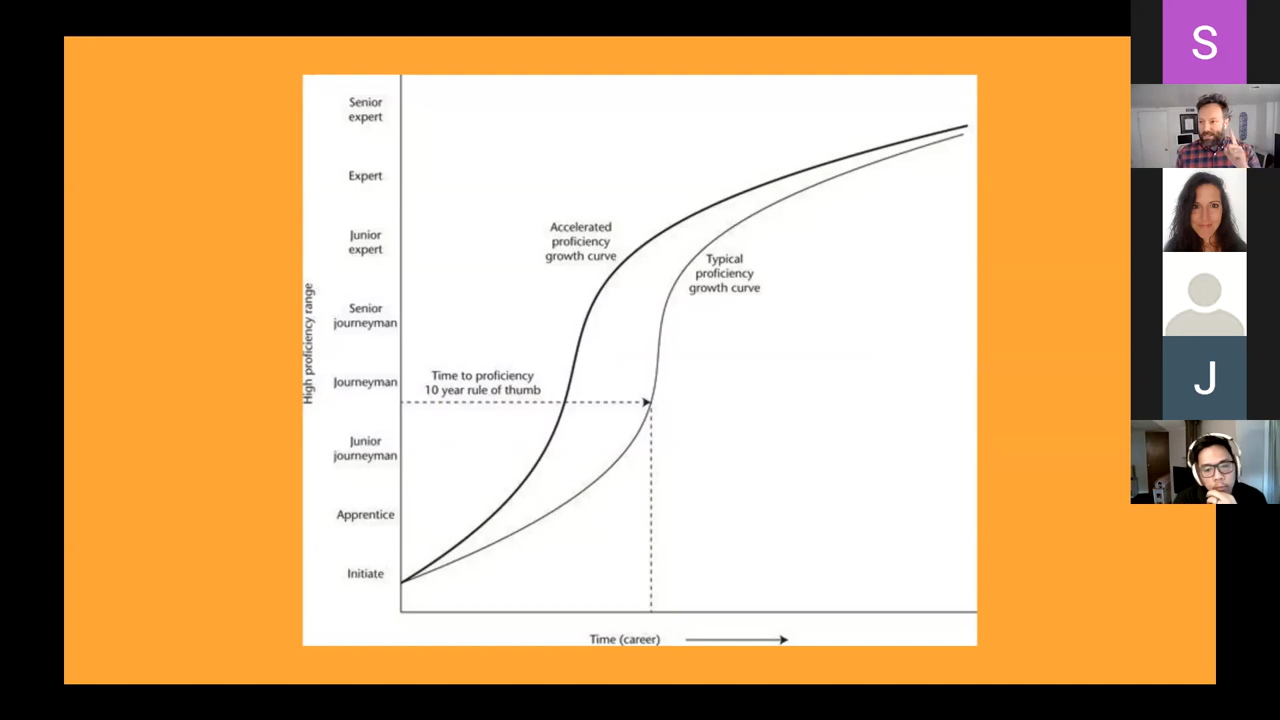 Senior
expert
Expert
Junior
expert
Senior
journeyman
Journeyman
Junior
journeyman
Apprentice
Initiate
High proficiency range
Accelerated
proficiency
growth curve
Typical
proficiency
growth curve
Time to proficiency
10 year rule of thumb
Time (career)
S
J